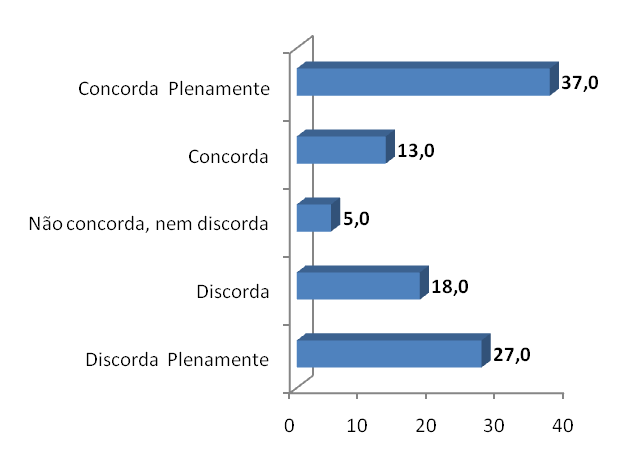 Concorda Plenamente 37,0
Concorda 13,0
Não concorda, nem discorda 5,0
Discorda 18,0
Discorda Plenamente 27,0
0 10 20 30 40